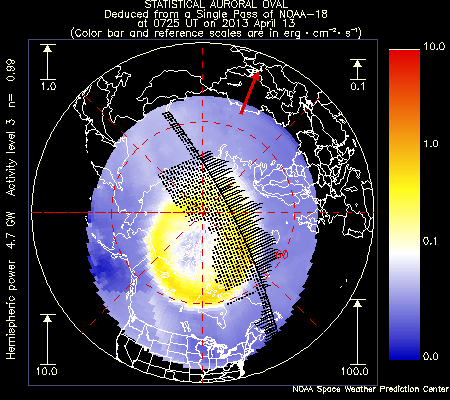 STATISTICAL AURORAL OVAL
Deduced from a Single Pass of NOAA-18
at 0725 UT on 2013 April 13
(Color bar and reference scales are in erg · cm⁻² · s⁻¹)
1.0
0.1
10.0
100.0
Hemispheric power 4.7 GW Activity level 3 n= 0.99
10.0
1.0
0.1
0.0
NOAA Space Weather Prediction Center